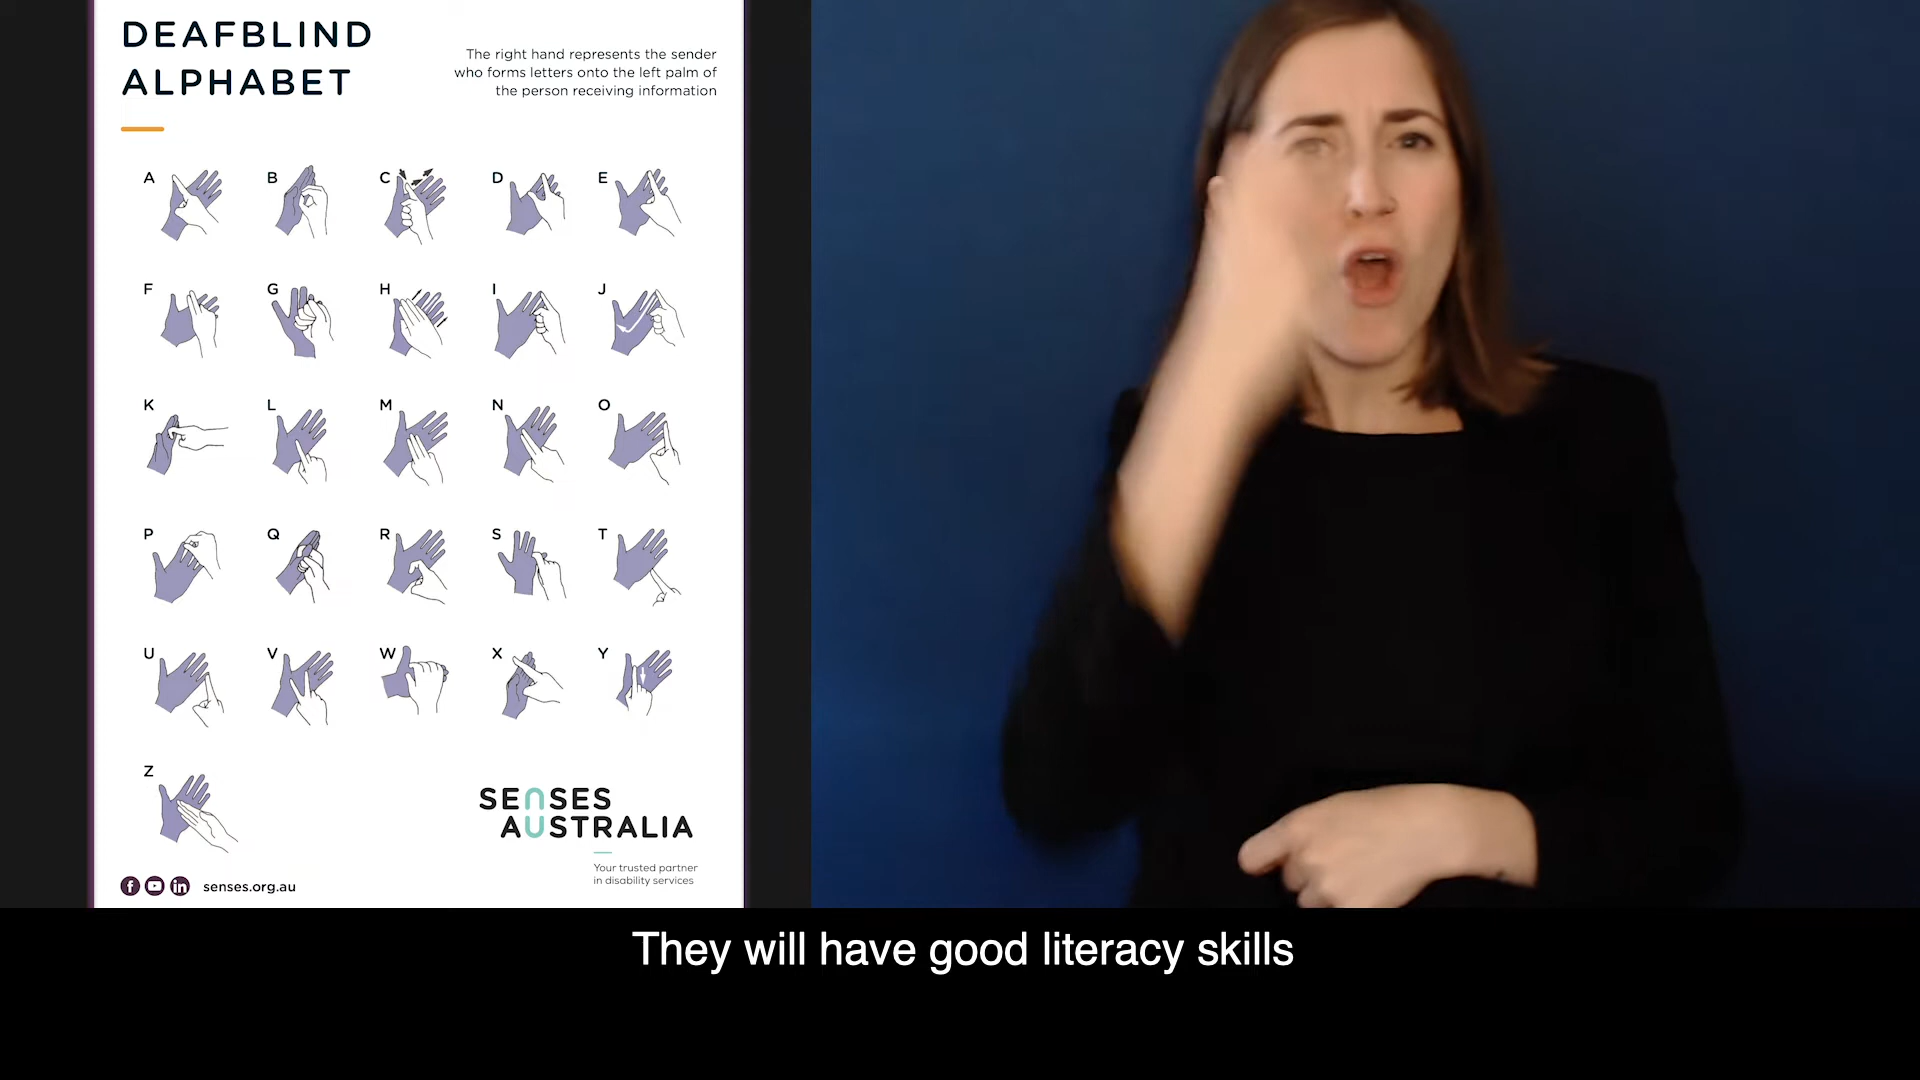 DEAFBLIND
ALPHABET
The right hand represents the sender
who forms letters onto the left palm of
the person receiving information
A B C D E
F G H I J
K L M N O
P Q R S T
U V W X Y
Z
SENSES
AUSTRALIA
Your trusted partner
in disability services
f in senses.org.au
They will have good literacy skills